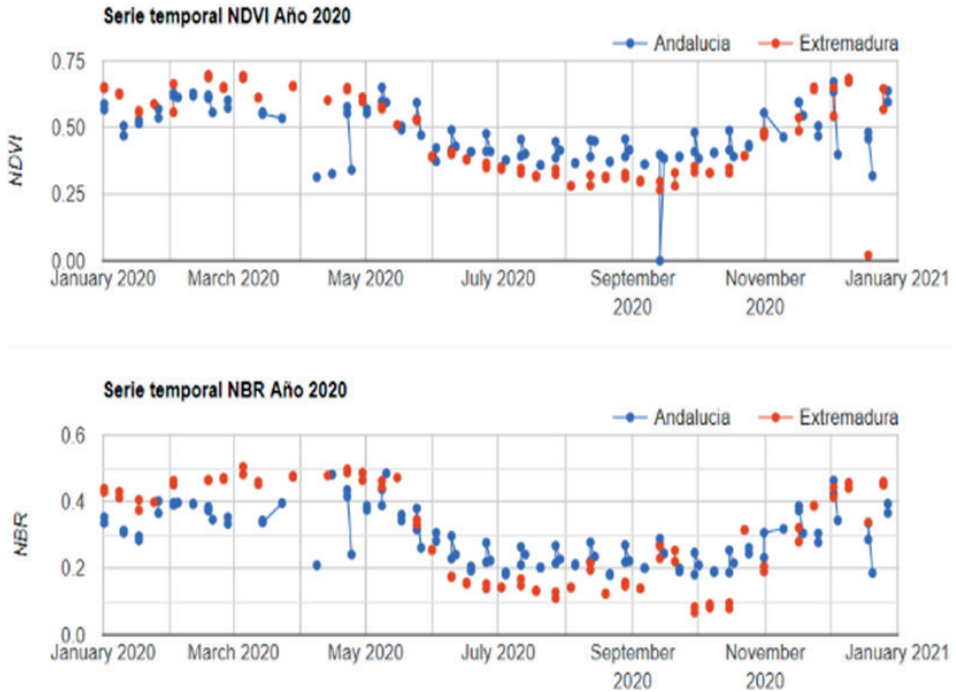 Serie temporal NDVI Año 2020
Andalucia Extremadura
0.75
0.50
0.25
0.00
NDVI
January 2020 March 2020 May 2020 July 2020 September 2020 November 2020 January 2021
Serie temporal NBR Año 2020
Andalucia Extremadura
0.6
0.4
0.2
0.0
NBR
January 2020 March 2020 May 2020 July 2020 September 2020 November 2020 January 2021